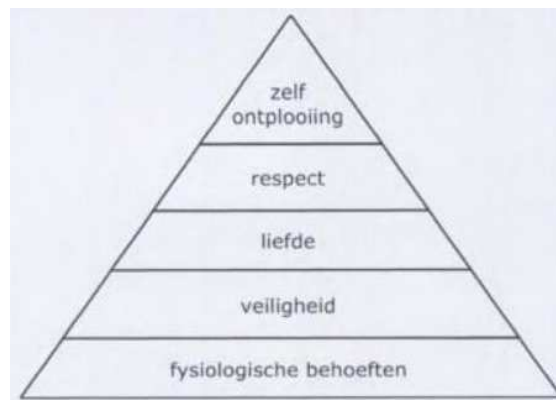 zelf
ontplooiing
respect
liefde
veiligheid
fysiologische behoeften